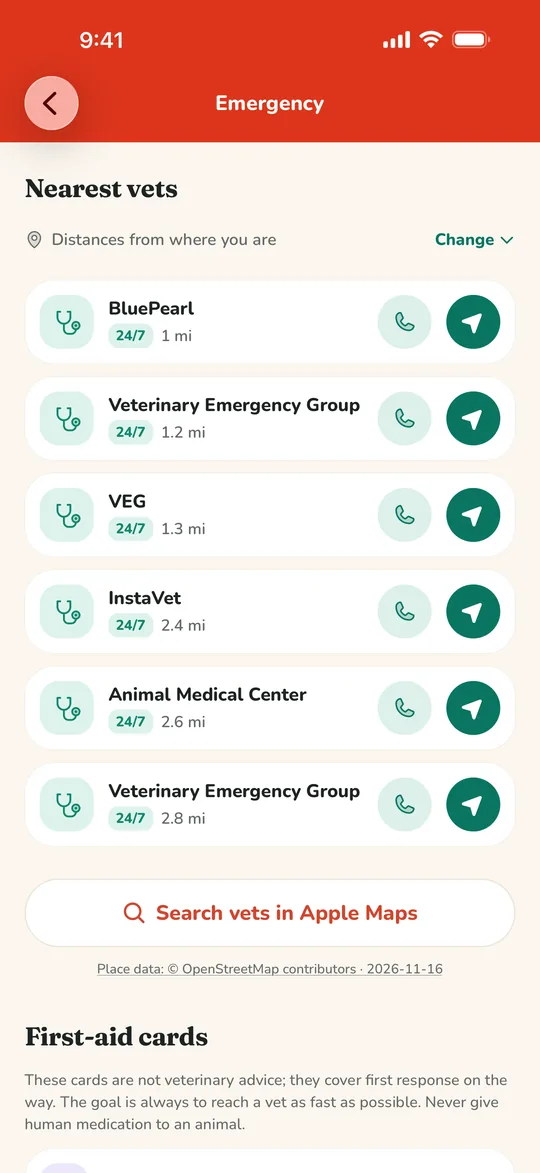 9:41
Emergency
Nearest vets
Distances from where you are
Change
BluePearl
24/7 1 mi
Veterinary Emergency Group
24/7 1.2 mi
VEG
24/7 1.3 mi
InstaVet
24/7 2.4 mi
Animal Medical Center
24/7 2.6 mi
Veterinary Emergency Group
24/7 2.8 mi
Search vets in Apple Maps
Place data: © OpenStreetMap contributors · 2026-11-16
First-aid cards
These cards are not veterinary advice; they cover first response on the
way. The goal is always to reach a vet as fast as possible. Never give
human medication to an animal.